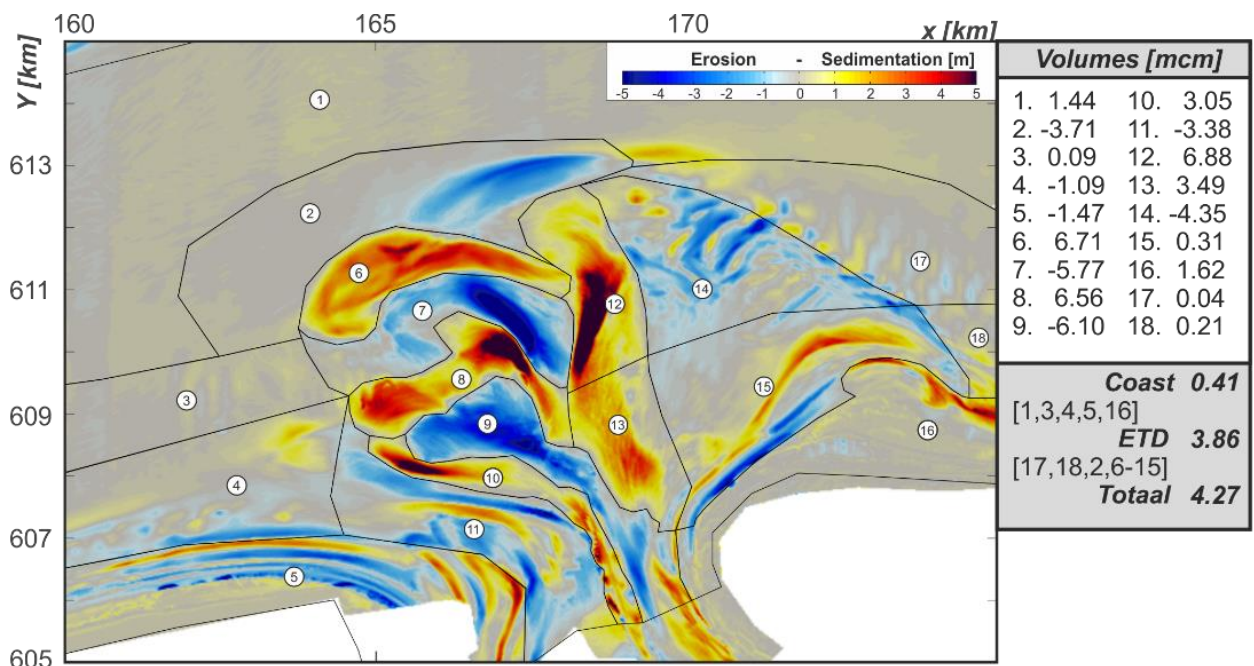 160 165 170 x [km]
Y [km]
Erosion - Sedimentation [m]
-5 -4 -3 -2 -1 0 1 2 3 4 5
613
611
609
607
605
1
2
17
6
12
14
7
18
8
3
15
9
13
16
10
4
11
5
Volumes [mcm]
1. 1.44 10. 3.05
2. -3.71 11. -3.38
3. 0.09 12. 6.88
4. -1.09 13. 3.49
5. -1.47 14. -4.35
6. 6.71 15. 0.31
7. -5.77 16. 1.62
8. 6.56 17. 0.04
9. -6.10 18. 0.21
Coast 0.41
[1,3,4,5,16]
ETD 3.86
[17,18,2,6-15]
Totaal 4.27